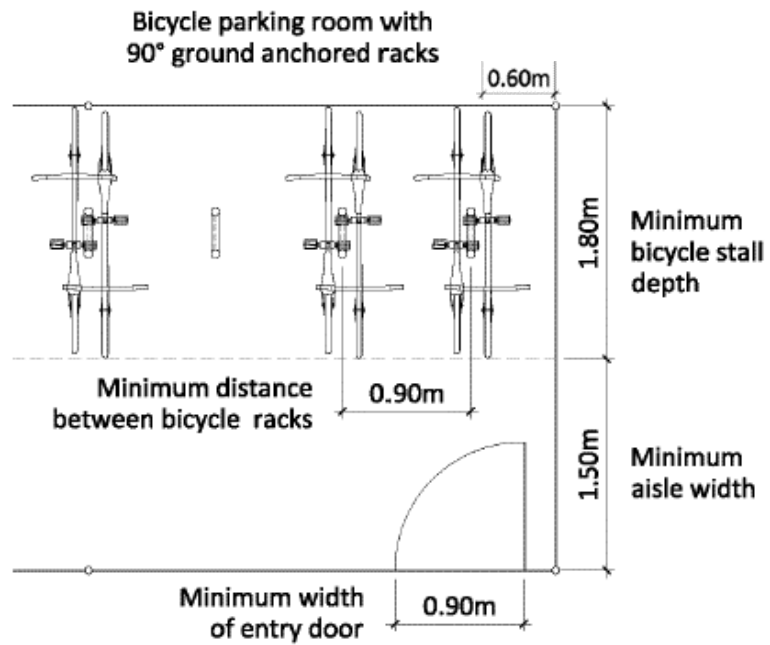 Bicycle parking room with
90° ground anchored racks
0.60m
1.80m
Minimum
bicycle stall
depth
Minimum distance
between bicycle racks
0.90m
1.50m
Minimum
aisle width
Minimum width
of entry door
0.90m